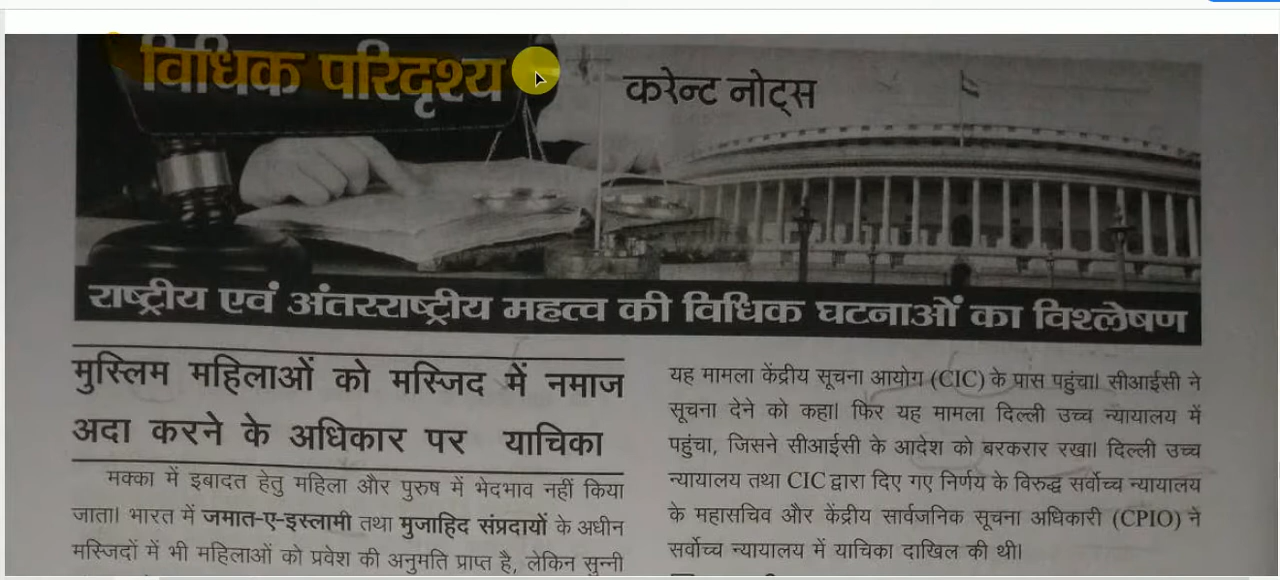 विधिक परिदृश्य
करेन्ट नोट्स
राष्ट्रीय एवं अंतरराष्ट्रीय महत्व की विधिक घटनाओं का विश्लेषण
मुस्लिम महिलाओं को मस्जिद में नमाज
अदा करने के अधिकार पर याचिका
मक्का में इबादत हेतु महिला और पुरुष में भेदभाव नहीं किया
जाता। भारत में जमात-ए-इस्लामी तथा मुजाहिद संप्रदायों के अधीन
मस्जिदों में भी महिलाओं को प्रवेश की अनुमति प्राप्त है, लेकिन सुन्नी
यह मामला केंद्रीय सूचना आयोग (CIC) के पास पहुंचा। सीआईसी ने
सूचना देने को कहा। फिर यह मामला दिल्ली उच्च न्यायालय में
पहुंचा, जिसने सीआईसी के आदेश को बरकरार रखा। दिल्ली उच्च
न्यायालय तथा CIC द्वारा दिए गए निर्णय के विरुद्ध सर्वोच्च न्यायालय
के महासचिव और केंद्रीय सार्वजनिक सूचना अधिकारी (CPIO) ने
सर्वोच्च न्यायालय में याचिका दाखिल की थी।